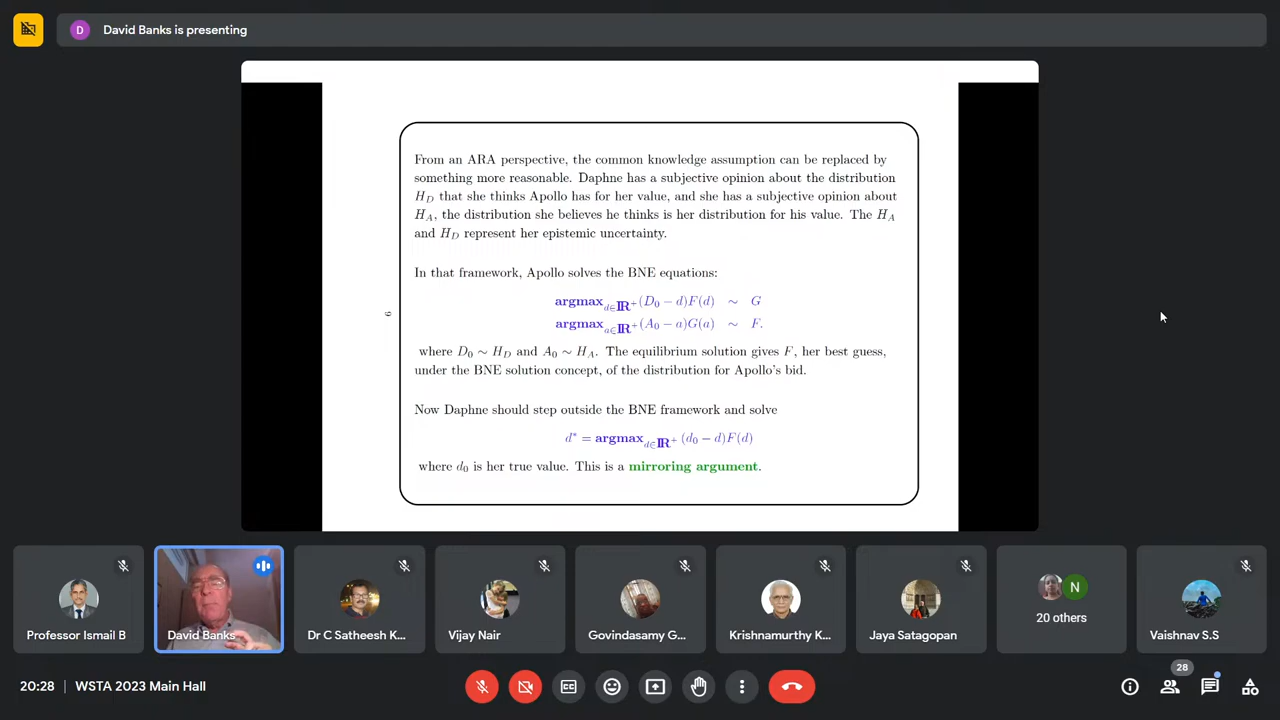 D David Banks is presenting
From an ARA perspective, the common knowledge assumption can be replaced by
something more reasonable. Daphne has a subjective opinion about the distribution
H_D that she thinks Apollo has for her value, and she has a subjective opinion about
H_A, the distribution she believes he thinks is her distribution for his value. The H_A
and H_D represent her epistemic uncertainty.
In that framework, Apollo solves the BNE equations:
argmax_{d∈IR^+} (D_0 − d)F(d) ∼ G
argmax_{a∈IR^+} (A_0 − a)G(a) ∼ F.
where D_0 ∼ H_D and A_0 ∼ H_A. The equilibrium solution gives F, her best guess,
under the BNE solution concept, of the distribution for Apollo's bid.
Now Daphne should step outside the BNE framework and solve
d* = argmax_{d∈IR^+} (d_0 − d)F(d)
where d_0 is her true value. This is a mirroring argument.
Professor Ismail B
David Banks
Dr C Satheesh K...
Vijay Nair
Govindasamy G...
Krishnamurthy K...
Jaya Satagopan
N
20 others
Vaishnav S.S
20:28 | WSTA 2023 Main Hall
CC
28